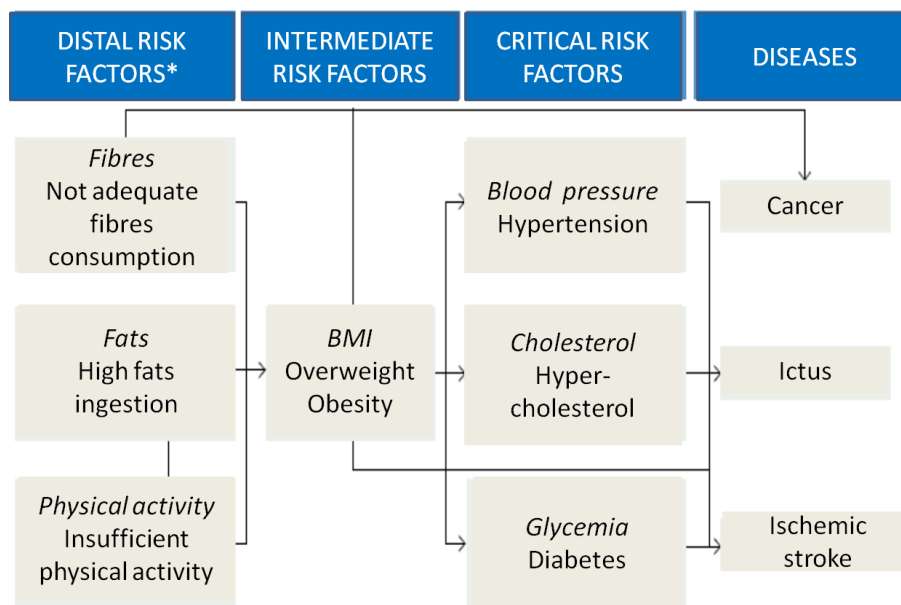 DISTAL RISK
FACTORS*
INTERMEDIATE
RISK FACTORS
CRITICAL RISK
FACTORS
DISEASES
Fibres
Not adequate
fibres
consumption
Blood pressure
Hypertension
Cancer
Fats
High fats
ingestion
BMI
Overweight
Obesity
Cholesterol
Hyper-
cholesterol
Ictus
Physical activity
Insufficient
physical activity
Glycemia
Diabetes
Ischemic
stroke